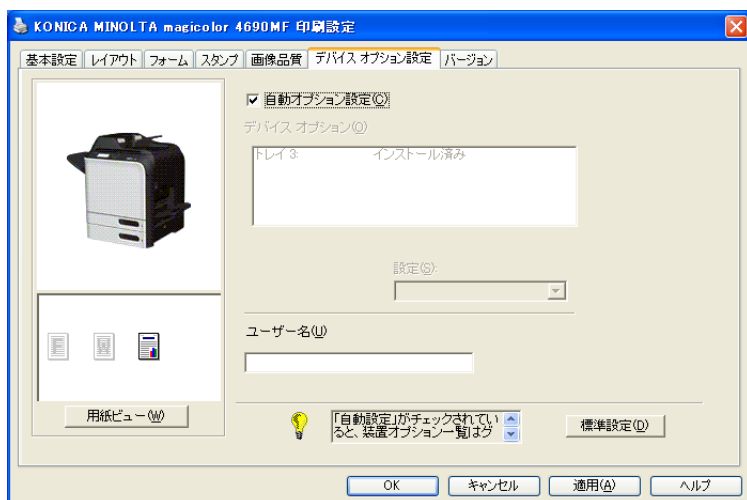 KONICA MINOLTA magicolor 4690MF 印刷設定
基本設定 レイアウト フォーム スタンプ 画像品質 デバイス オプション設定 バージョン
自動オプション設定(C)
デバイス オプション(O)
トレイ 3: インストール済み
設定(S):
ユーザー名(U)
用紙ビュー(W)
「自動設定」がチェックされてい
ると、装置オプション一覧はグ
標準設定(D)
OK キャンセル 適用(A) ヘルプ